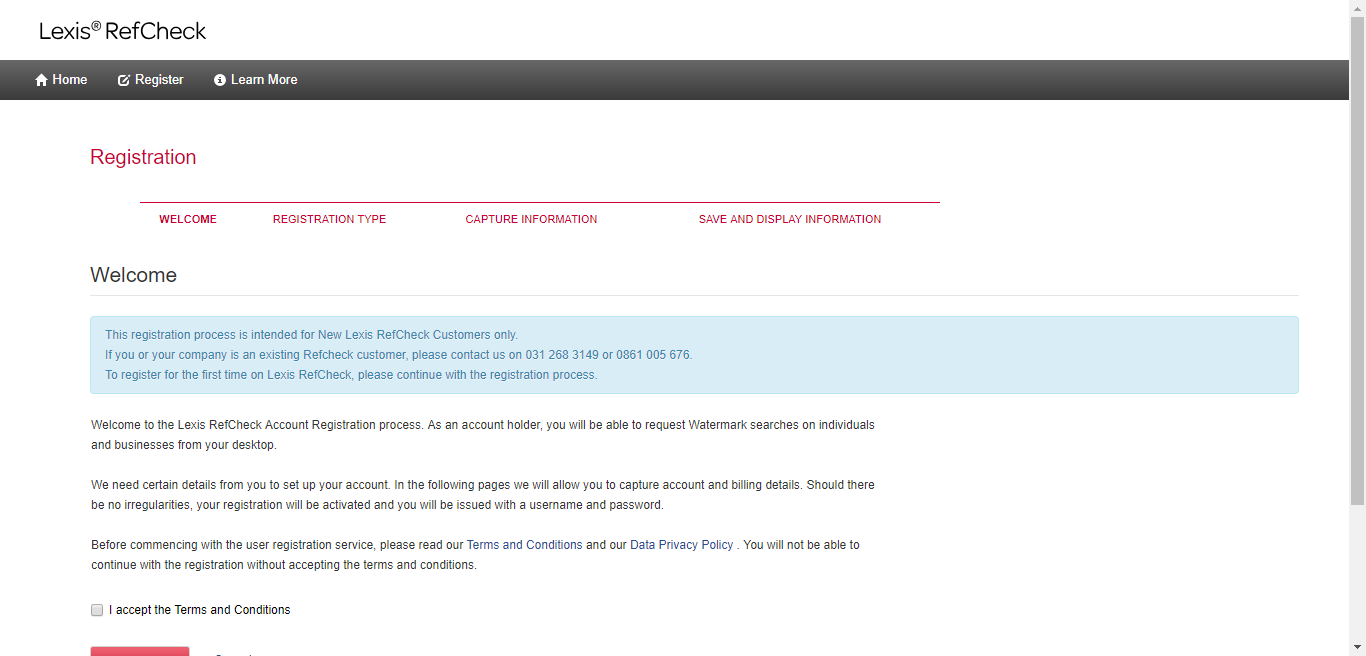 Lexis® RefCheck
Home Register Learn More
Registration
WELCOME REGISTRATION TYPE CAPTURE INFORMATION SAVE AND DISPLAY INFORMATION
Welcome
This registration process is intended for New Lexis RefCheck Customers only.
If you or your company is an existing Refcheck customer, please contact us on 031 268 3149 or 0861 005 676.
To register for the first time on Lexis RefCheck, please continue with the registration process.
Welcome to the Lexis RefCheck Account Registration process. As an account holder, you will be able to request Watermark searches on individuals
and businesses from your desktop.
We need certain details from you to set up your account. In the following pages we will allow you to capture account and billing details. Should there
be no irregularities, your registration will be activated and you will be issued with a username and password.
Before commencing with the user registration service, please read our Terms and Conditions and our Data Privacy Policy . You will not be able to
continue with the registration without accepting the terms and conditions.
I accept the Terms and Conditions